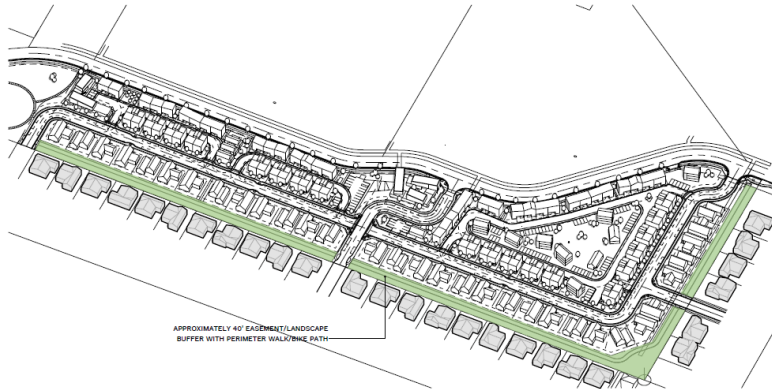 APPROXIMATELY 40' EASEMENT/LANDSCAPE
BUFFER WITH PERIMETER WALK/BIKE PATH